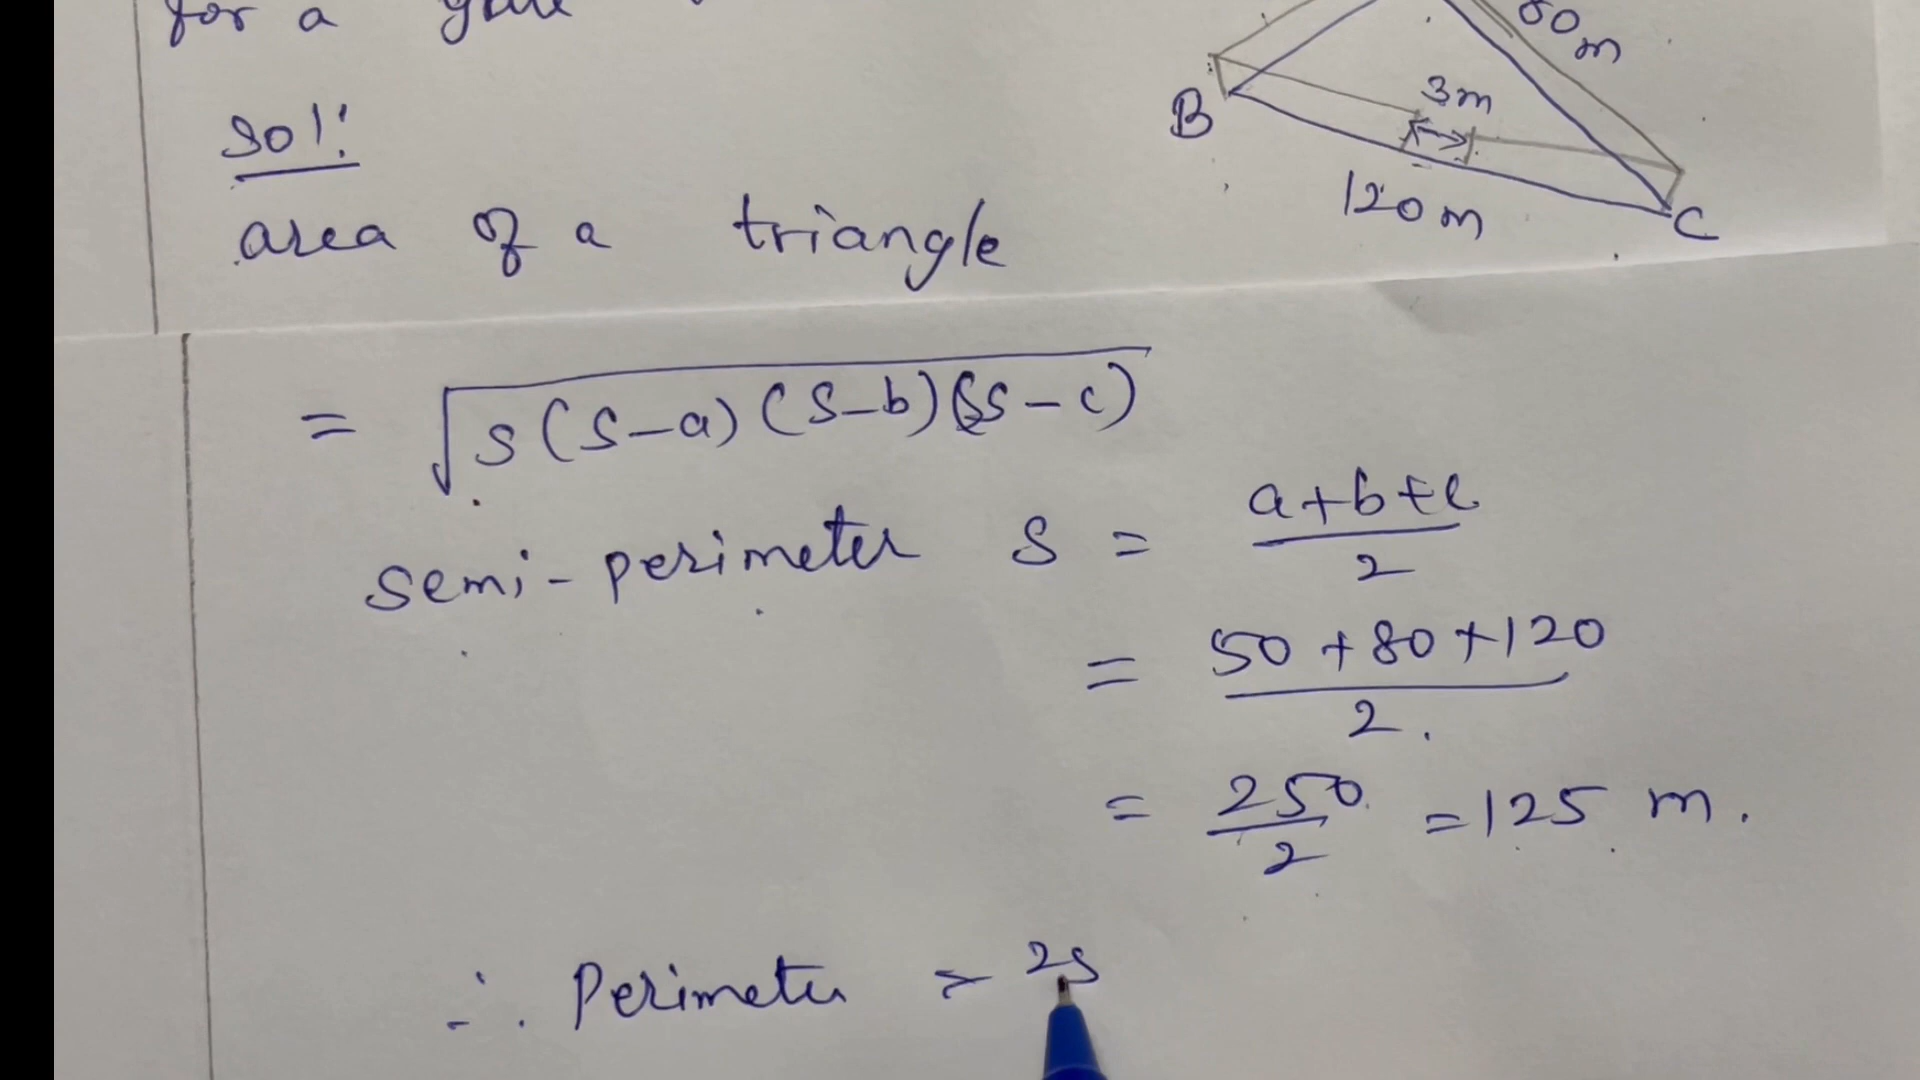 for a
60m
3m
B
120m
C
Sol:
area of a triangle
= √s(s-a)(s-b)(s-c)
semi-perimeter s = a+b+c
2
= 50+80+120
2.
= 250 = 125 m.
2
∴ Perimeter = 2s